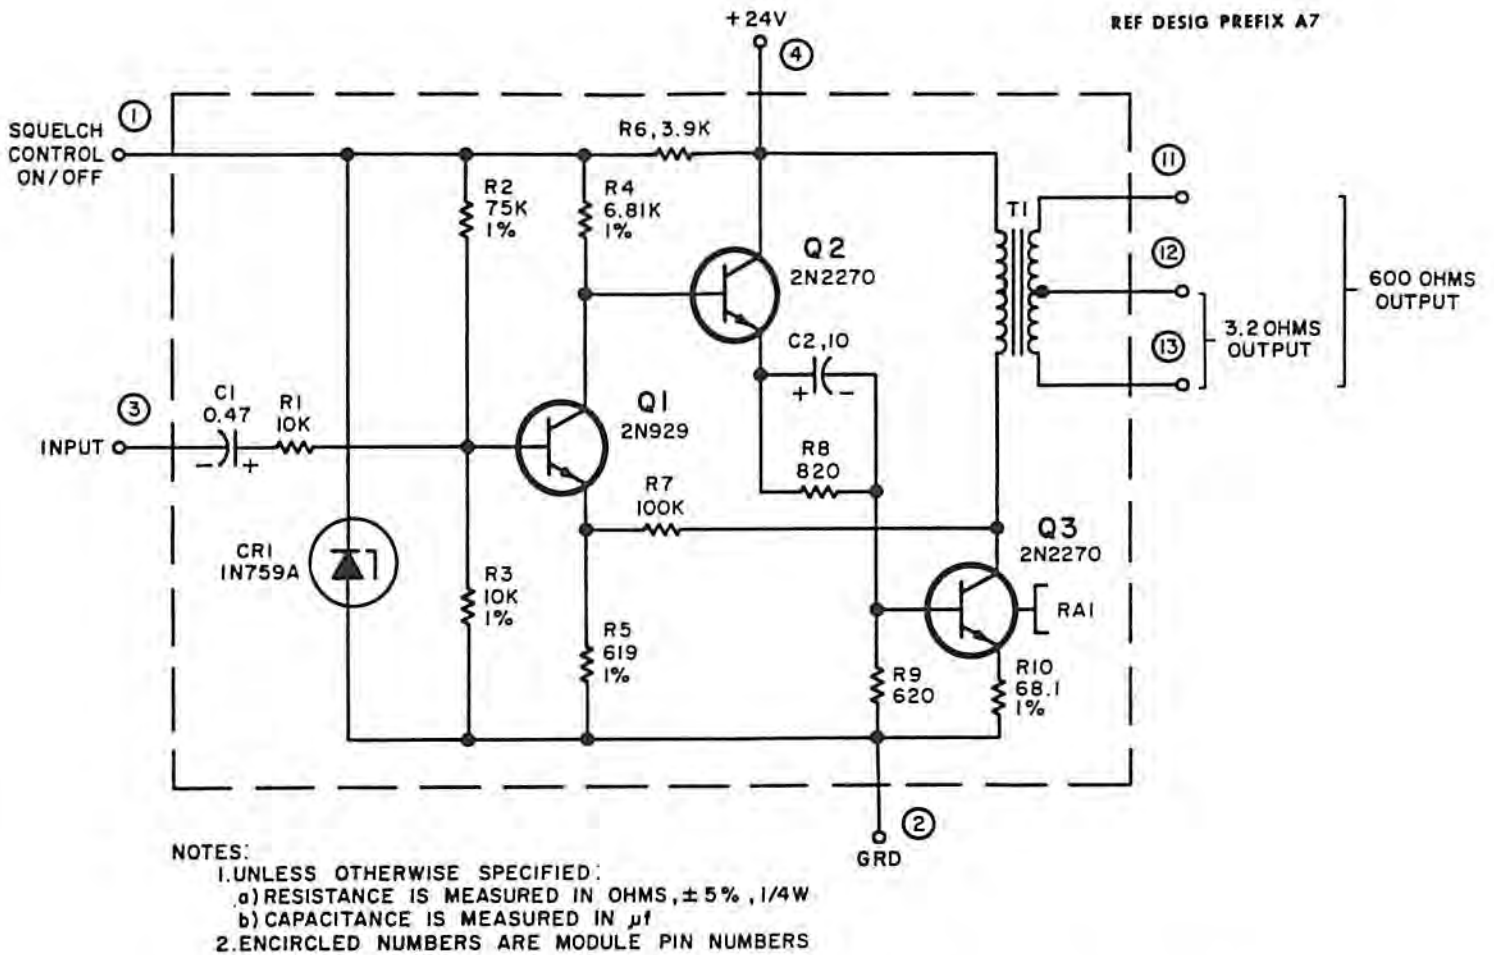 +24V
4
REF DESIG PREFIX A7
1
SQUELCH
CONTROL
ON/OFF
R6,3.9K
R2
75K
1%
R4
6.81K
1%
Q2
2N2270
T1
11
12
13
600 OHMS
OUTPUT
3.2 OHMS
OUTPUT
C2,10
+ -
3
INPUT
C1
0.47
- +
R1
10K
Q1
2N929
R8
820
R7
100K
Q3
2N2270
RA1
CR1
1N759A
R3
10K
1%
R5
619
1%
R9
620
R10
68.1
1%
2
GRD
NOTES:
1.UNLESS OTHERWISE SPECIFIED:
a) RESISTANCE IS MEASURED IN OHMS, ± 5%, 1/4W
b) CAPACITANCE IS MEASURED IN µf
2.ENCIRCLED NUMBERS ARE MODULE PIN NUMBERS